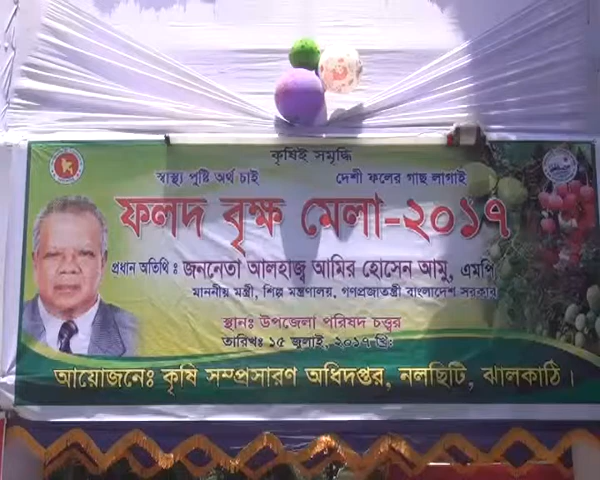 কৃষিই সমৃদ্ধি
স্বাস্থ্য পুষ্টি অর্থ চাই দেশী ফলের গাছ লাগাই
ফলদ বৃক্ষ মেলা-২০১৭
প্রধান অতিথি : জননেতা আলহাজ্ব আমির হোসেন আমু, এমপি
মাননীয় মন্ত্রী, শিল্প মন্ত্রণালয়, গণপ্রজাতন্ত্রী বাংলাদেশ সরকার
স্থানঃ উপজেলা পরিষদ চত্ত্বর
তারিখঃ ১৫ জুলাই, ২০১৭ খ্রি:
আয়োজনেঃ কৃষি সম্প্রসারণ অধিদপ্তর, নলছিটি, ঝালকাঠি।